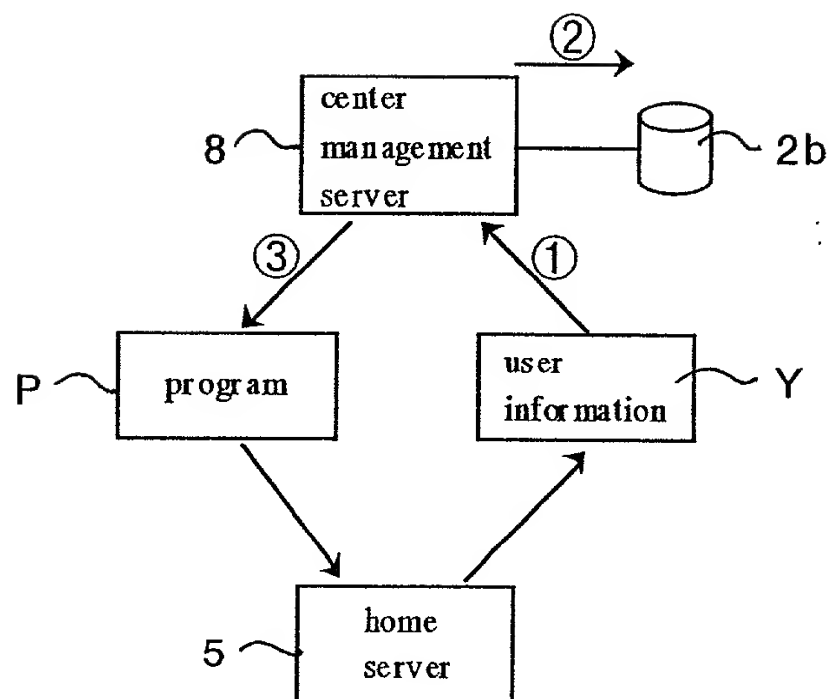 ②
center
management
server
8
2b
③
①
P
program
user
information
Y
home
server
5